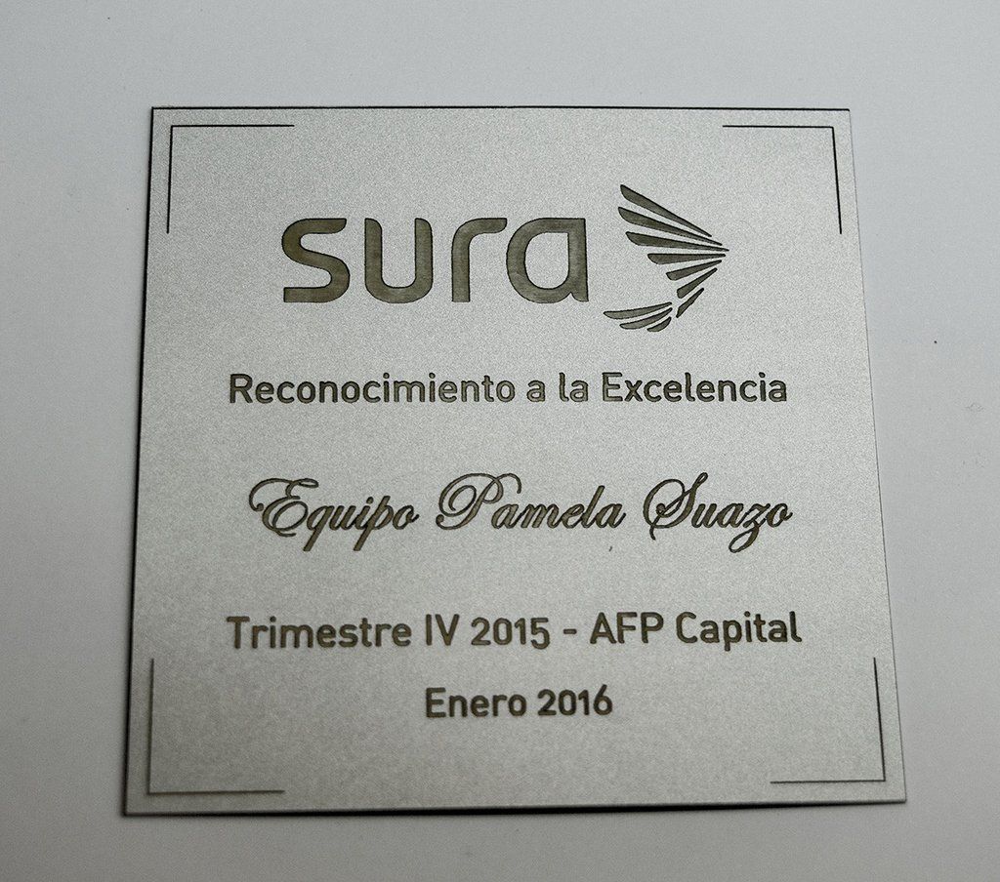 sura
Reconocimiento a la Excelencia
Equipo Pamela Suazo
Trimestre IV 2015 - AFP Capital
Enero 2016